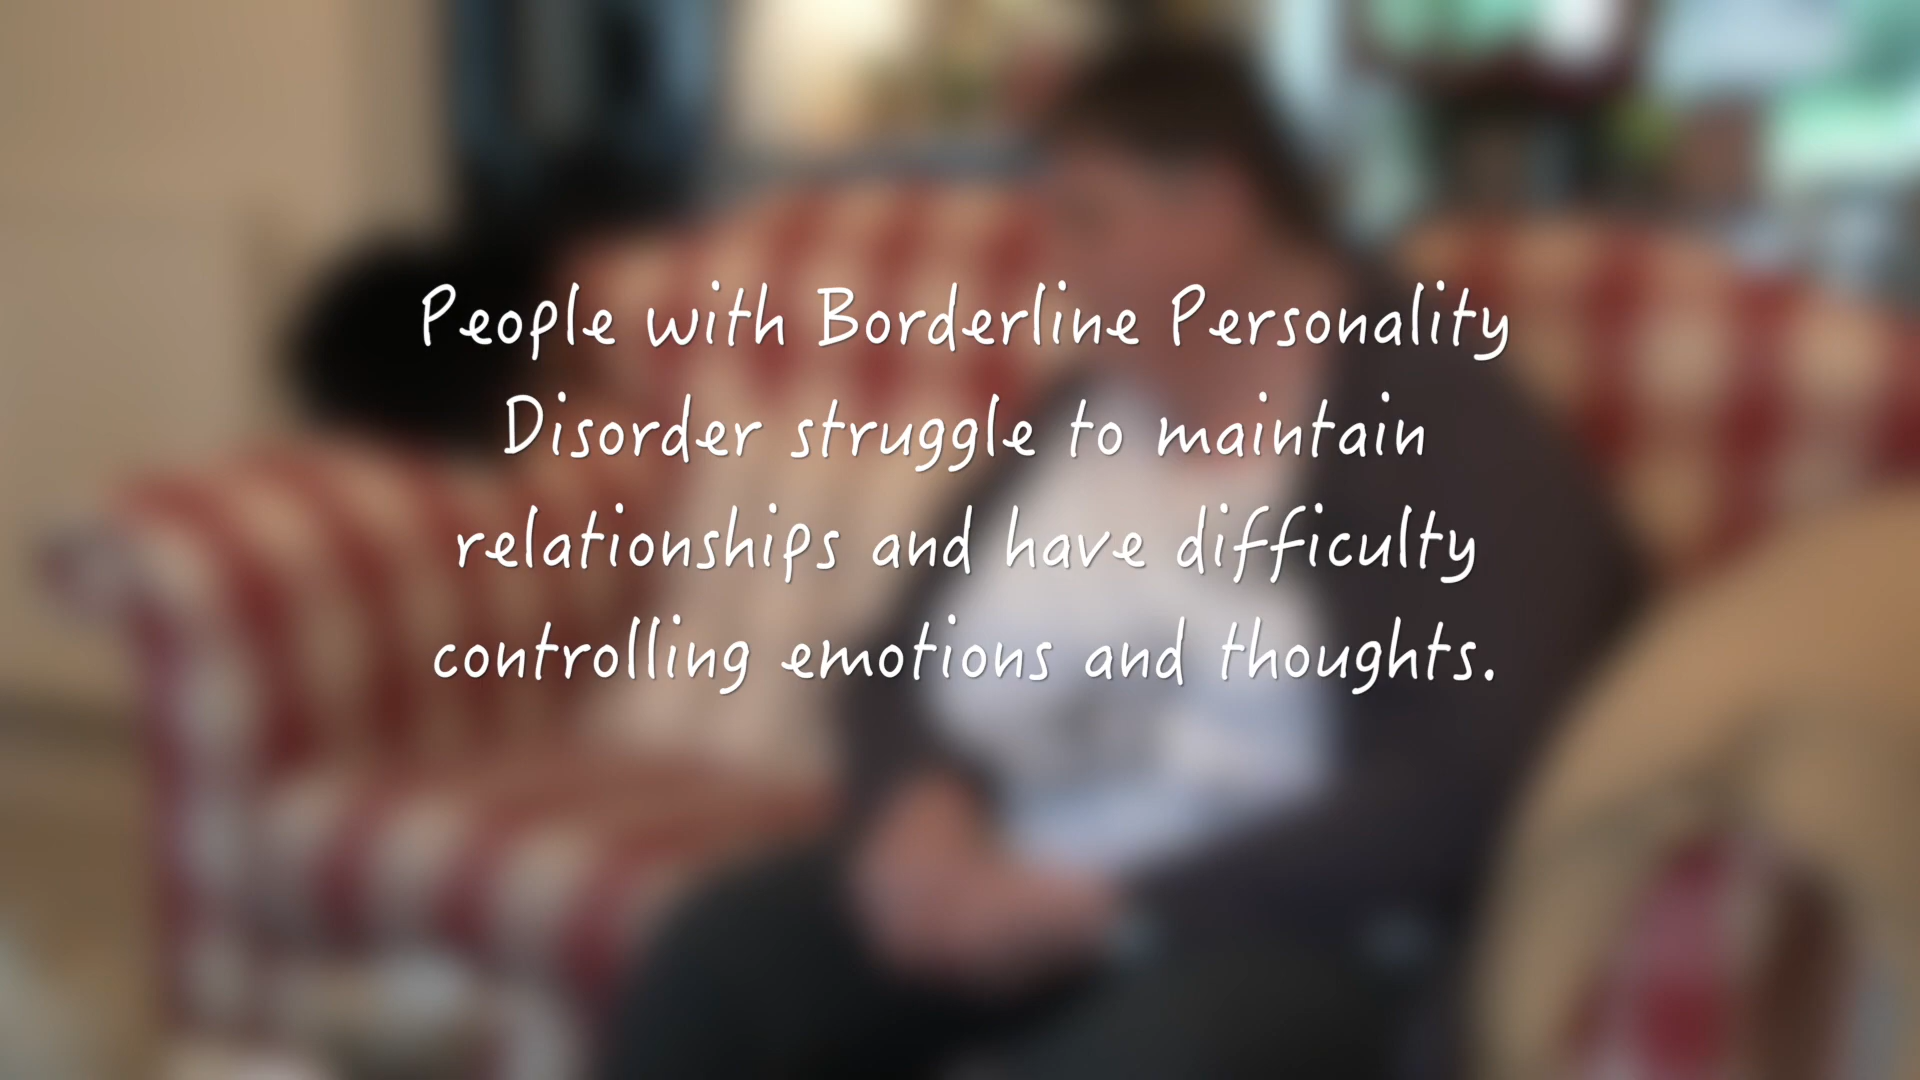 People with Borderline Personality
Disorder struggle to maintain
relationships and have difficulty
controlling emotions and thoughts.